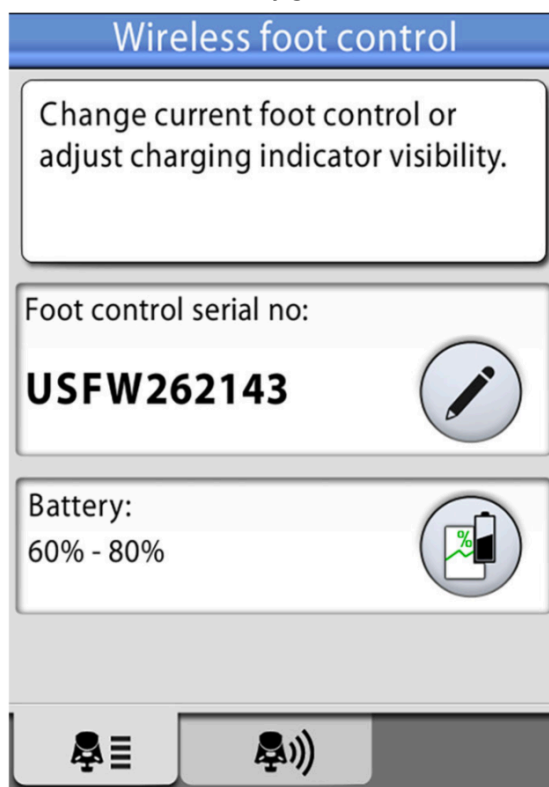 Wireless foot control
Change current foot control or
adjust charging indicator visibility.
Foot control serial no:
USFW262143
Battery:
60% - 80%
%